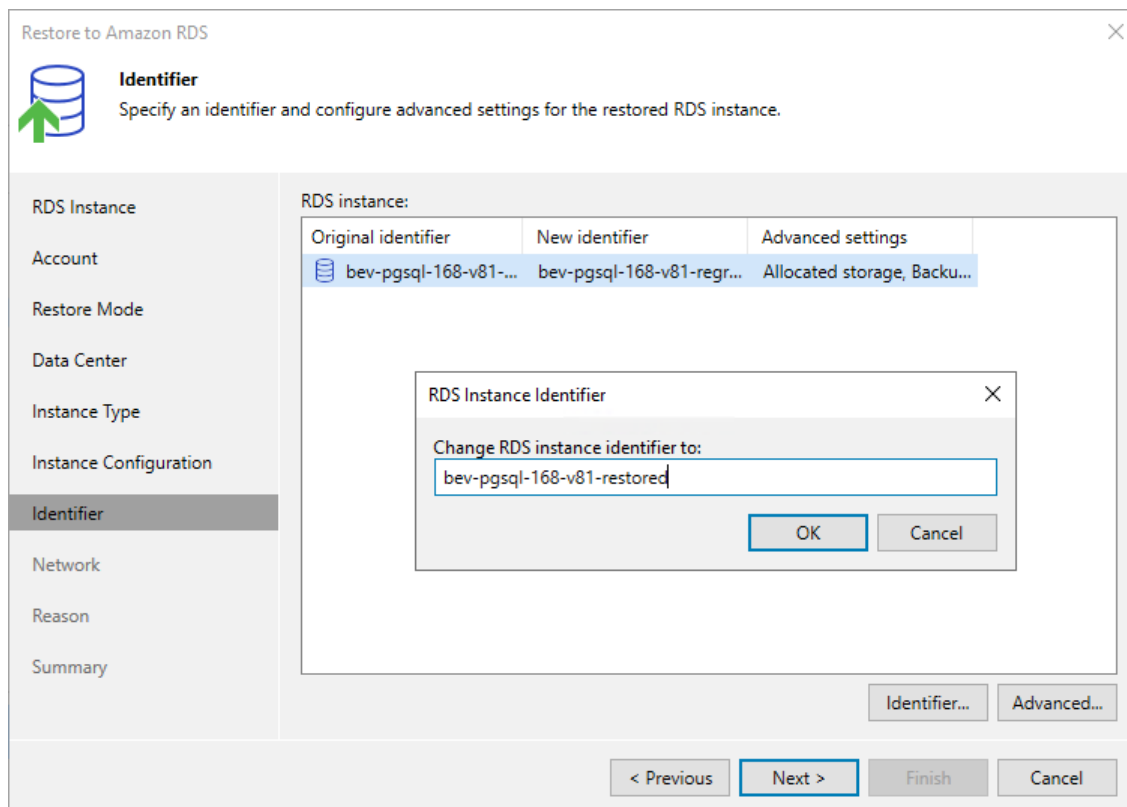 Restore to Amazon RDS
Identifier
Specify an identifier and configure advanced settings for the restored RDS instance.
RDS Instance
Account
Restore Mode
Data Center
Instance Type
Instance Configuration
Identifier
Network
Reason
Summary
RDS instance:
Original identifier New identifier Advanced settings
bev-pgsql-168-v81-... bev-pgsql-168-v81-regr... Allocated storage, Backu...
RDS Instance Identifier
Change RDS instance identifier to:
bev-pgsql-168-v81-restored
OK Cancel
Identifier... Advanced...
< Previous Next > Finish Cancel